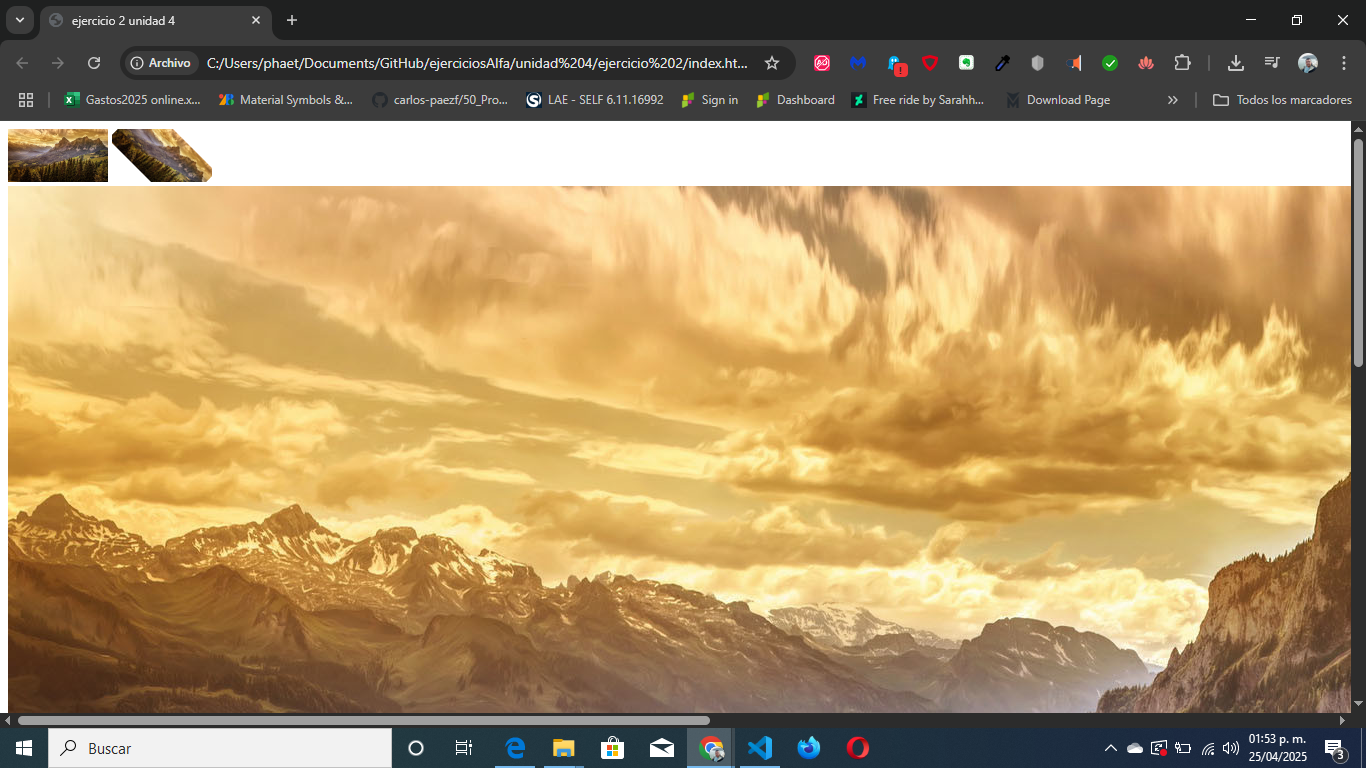 ejercicio 2 unidad 4
Archivo C:/Users/phaet/Documents/GitHub/ejerciciosAlfa/unidad%204/ejercicio%202/index.ht...
Gastos2025 online.x... Material Symbols &... carlos-paezf/50_Pro... LAE - SELF 6.11.16992 Sign in Dashboard Free ride by Sarahh... Download Page » Todos los marcadores
Buscar
01:53 p. m.
25/04/2025
3